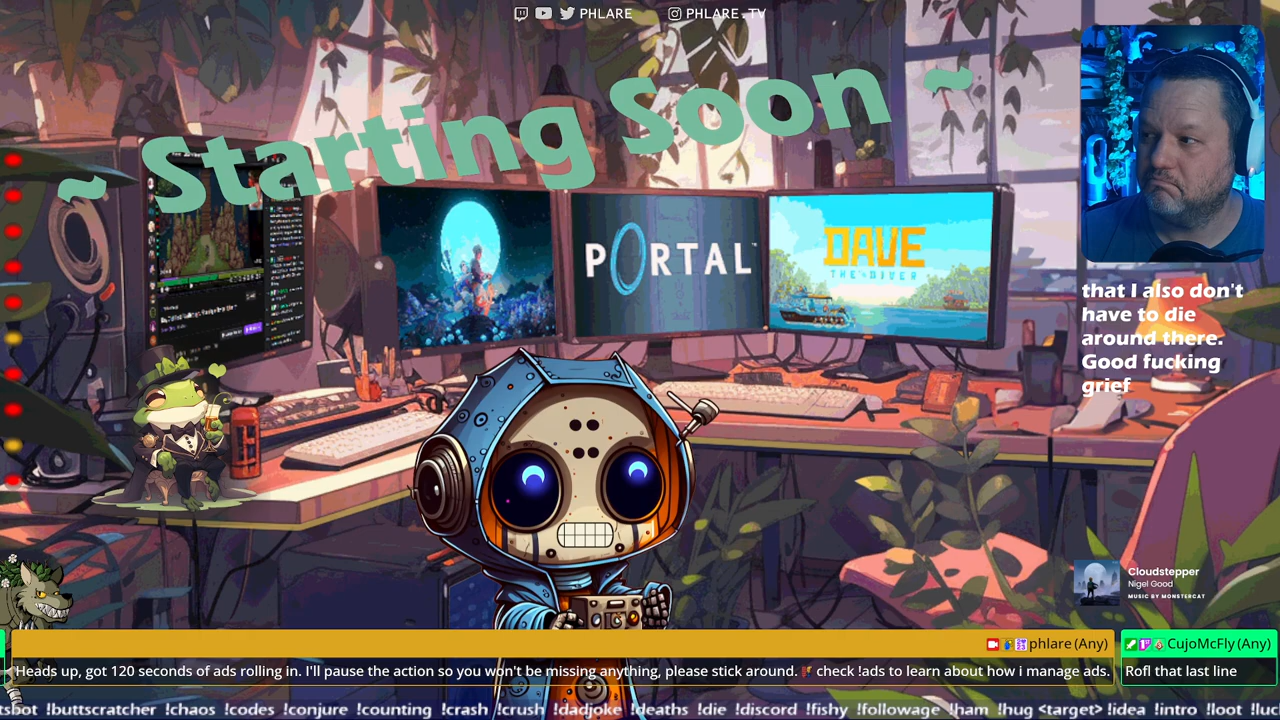 PHLARE
PHLARE.TV
~ Starting Soon ~
PORTAL
DAVE
THE DIVER
that I also don't
have to die
around there.
Good fucking
grief
Cloudstepper
Nigel Good
MUSIC BY MONSTERCAT
phlare (Any)
CujoMcFly (Any)
Heads up, got 120 seconds of ads rolling in. I'll pause the action so you won't be missing anything, please stick around. check !ads to learn about how i manage ads.
Rofl that last line
tsbot !buttscratcher !chaos !codes !conjure !counting !crash !crush !dadjoke !deaths !die !discord !fishy !followage !ham !hug <target> !idea !intro !loot !luc